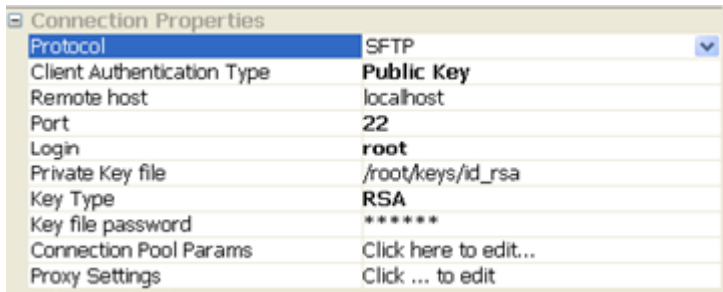 Connection Properties
Protocol SFTP
Client Authentication Type Public Key
Remote host localhost
Port 22
Login root
Private Key file /root/keys/id_rsa
Key Type RSA
Key file password ******
Connection Pool Params Click here to edit...
Proxy Settings Click ... to edit